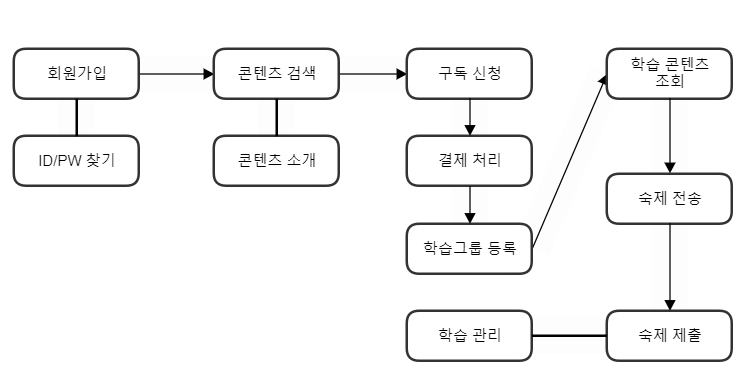 회원가입
콘텐츠 검색
구독 신청
학습 콘텐츠
조회
ID/PW 찾기
콘텐츠 소개
결제 처리
숙제 전송
학습그룹 등록
학습 관리
숙제 제출